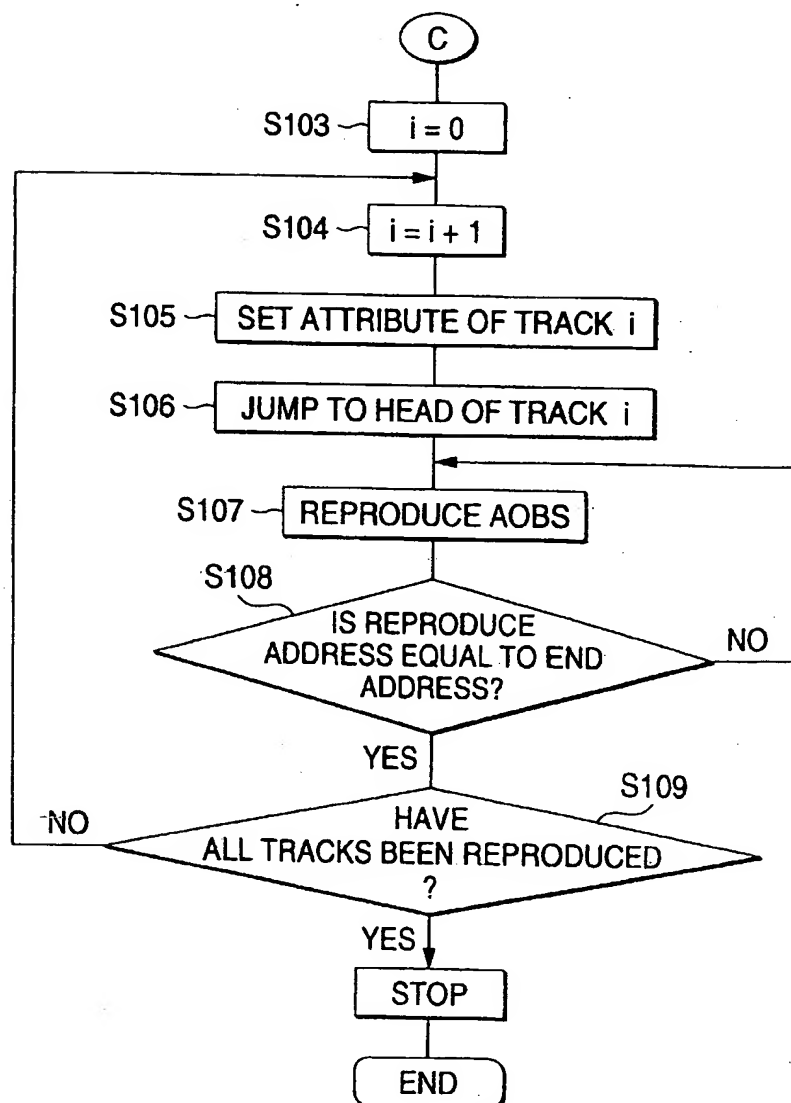 C
S103
i = 0
S104
i = i + 1
S105
SET ATTRIBUTE OF TRACK i
S106
JUMP TO HEAD OF TRACK i
S107
REPRODUCE AOBS
S108
IS REPRODUCE
ADDRESS EQUAL TO END
ADDRESS?
NO
YES
S109
HAVE
ALL TRACKS BEEN REPRODUCED
?
NO
YES
STOP
END